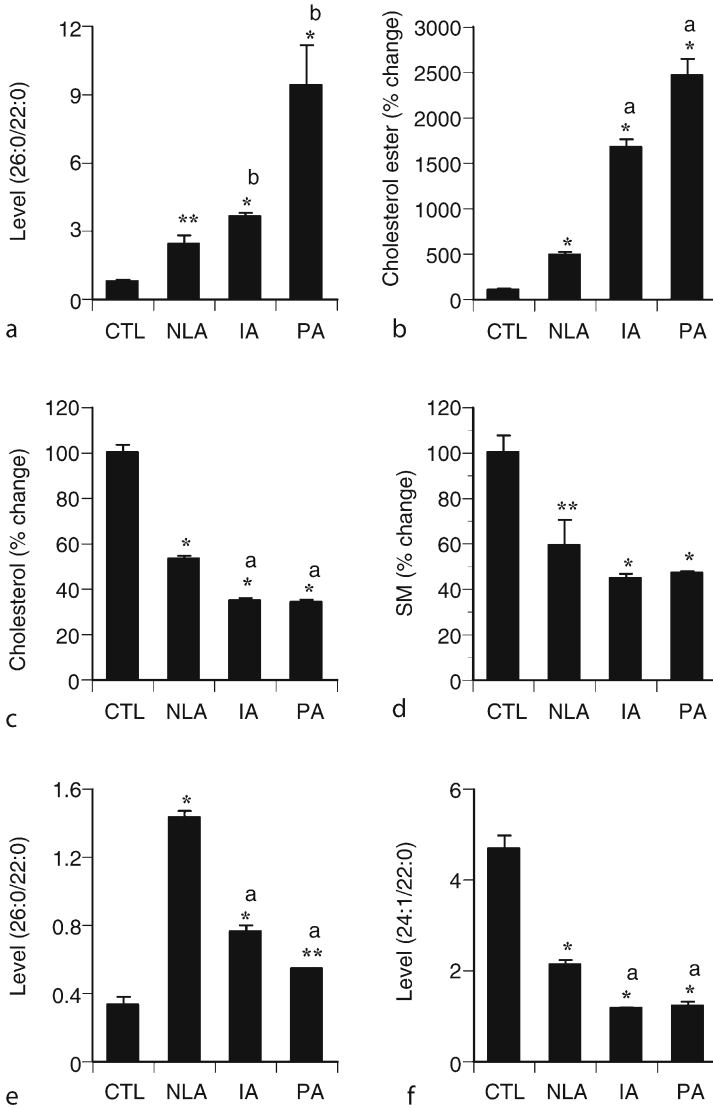 12
9
6
3
0
Level (26:0/22:0)
**
b
*
b
*
CTL NLA IA PA
a
3000
2500
2000
1500
1000
500
0
Cholesterol ester (% change)
*
a
*
a
*
CTL NLA IA PA
b
120
100
80
60
40
20
0
Cholesterol (% change)
*
a
*
a
*
CTL NLA IA PA
c
120
100
80
60
40
20
0
SM (% change)
**
*
*
CTL NLA IA PA
d
1.6
1.2
0.8
0.4
0
Level (26:0/22:0)
*
a
*
a
**
CTL NLA IA PA
e
6
4
2
0
Level (24:1/22:0)
*
a
*
a
*
CTL NLA IA PA
f